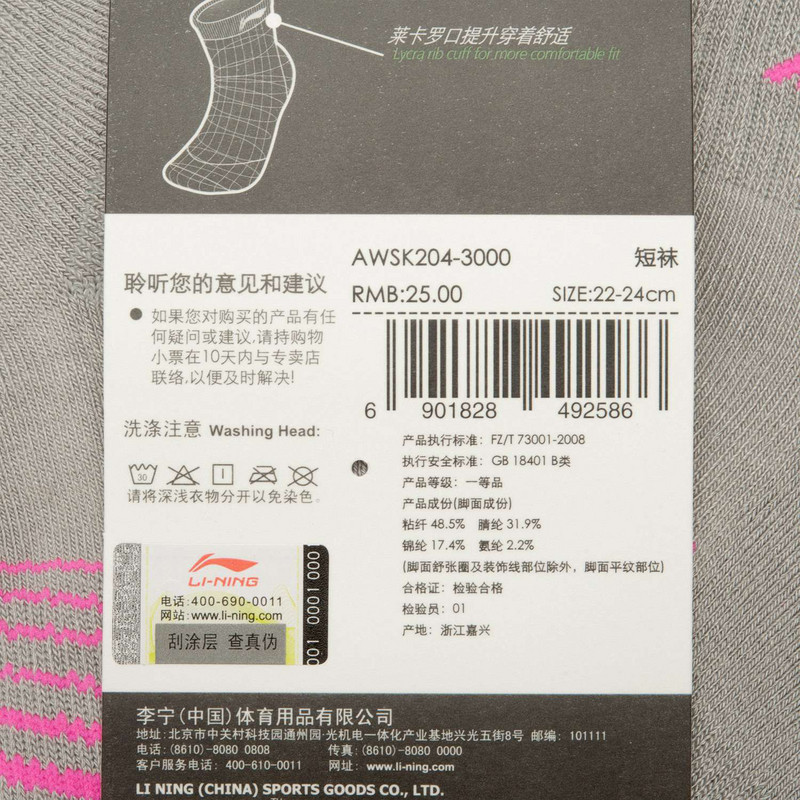 莱卡罗口提升穿着舒适
Lycra rib cuff for more comfortable fit
AWSK204-3000 短袜
RMB:25.00 SIZE:22-24cm
6 901828 492586
聆听您的意见和建议
如果您对购买的产品有任
何疑问或建议,请持购物
小票在10天内与专卖店
联络,以便及时解决!
洗涤注意 Washing Head:
30
请将深浅衣物分开以免染色。
产品执行标准: FZ/T 73001-2008
执行安全标准: GB 18401 B类
产品等级: 一等品
产品成份(脚面成份)
粘纤 48.5% 腈纶 31.9%
锦纶 17.4% 氨纶 2.2%
(脚面舒张圈及装饰线部位除外，脚面平纹部位)
合格证: 检验合格
检验员: 01
产地: 浙江嘉兴
LI-NING
电话:400-690-0011
网站:www.li-ning.com
刮涂层 查真伪
001 0001 000
李宁(中国)体育用品有限公司
地址:北京市中关村科技园通州园·光机电一体化产业基地兴光五街8号 邮编: 101111
电话:(8610)-8080 0808 传真:(8610)-8080 0000
客户服务电话: 400-610-0011 网址: www.li-ning.com
LI NING (CHINA) SPORTS GOODS CO., LTD.